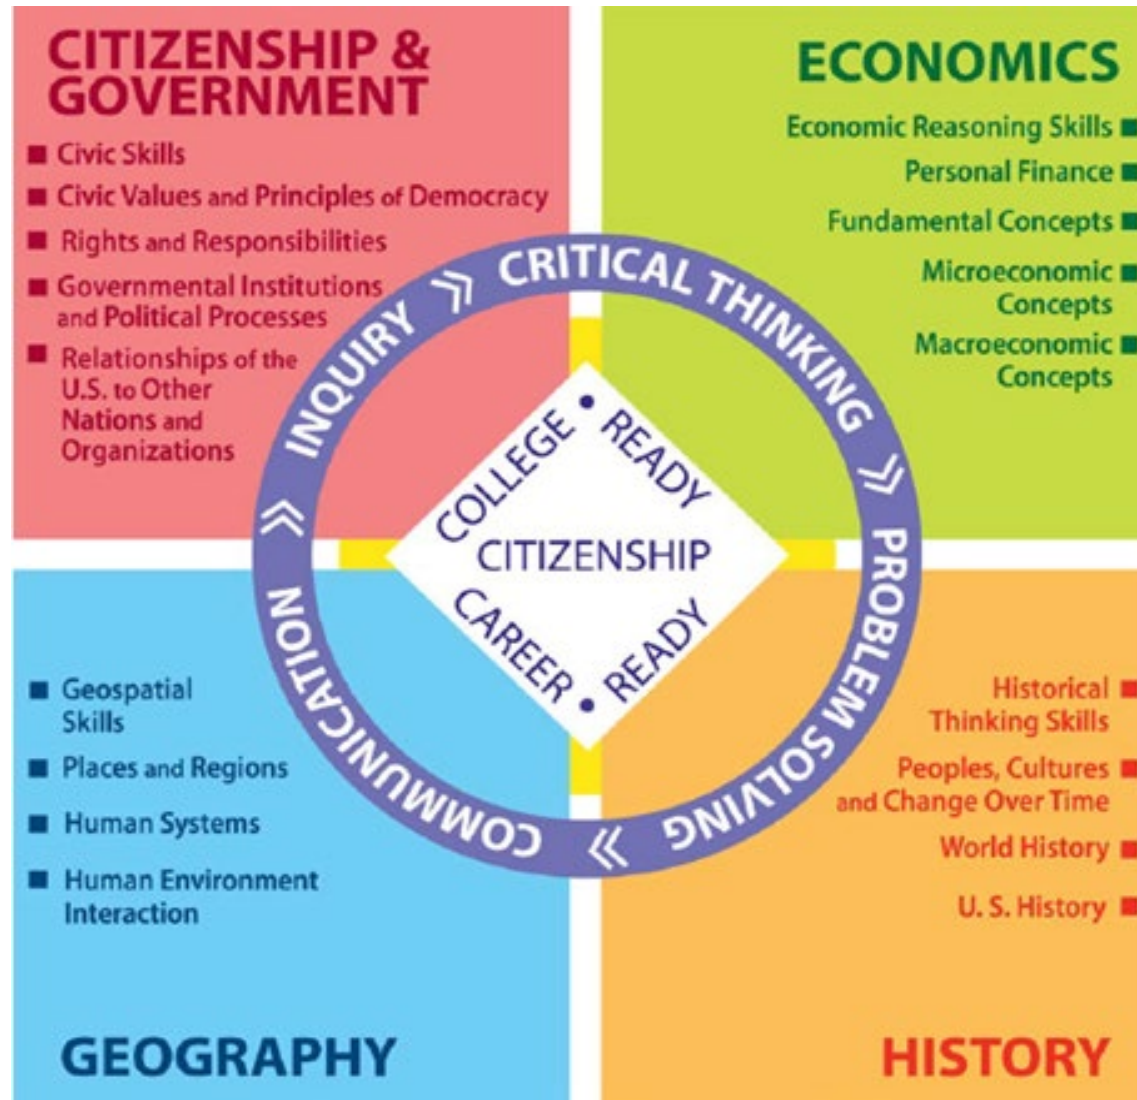 CITIZENSHIP &
GOVERNMENT
■ Civic Skills
■ Civic Values and Principles of Democracy
■ Rights and Responsibilities
■ Governmental Institutions
and Political Processes
■ Relationships of the
U.S. to Other
Nations and
Organizations
ECONOMICS
Economic Reasoning Skills ■
Personal Finance ■
Fundamental Concepts ■
Microeconomic ■
Concepts
Macroeconomic ■
Concepts
INQUIRY »
CRITICAL THINKING »
PROBLEM SOLVING »
COMMUNICATION »
COLLEGE • READY
CITIZENSHIP
CAREER • READY
■ Geospatial
Skills
■ Places and Regions
■ Human Systems
■ Human Environment
Interaction
GEOGRAPHY
Historical ■
Thinking Skills
Peoples, Cultures ■
and Change Over Time
World History ■
U. S. History ■
HISTORY